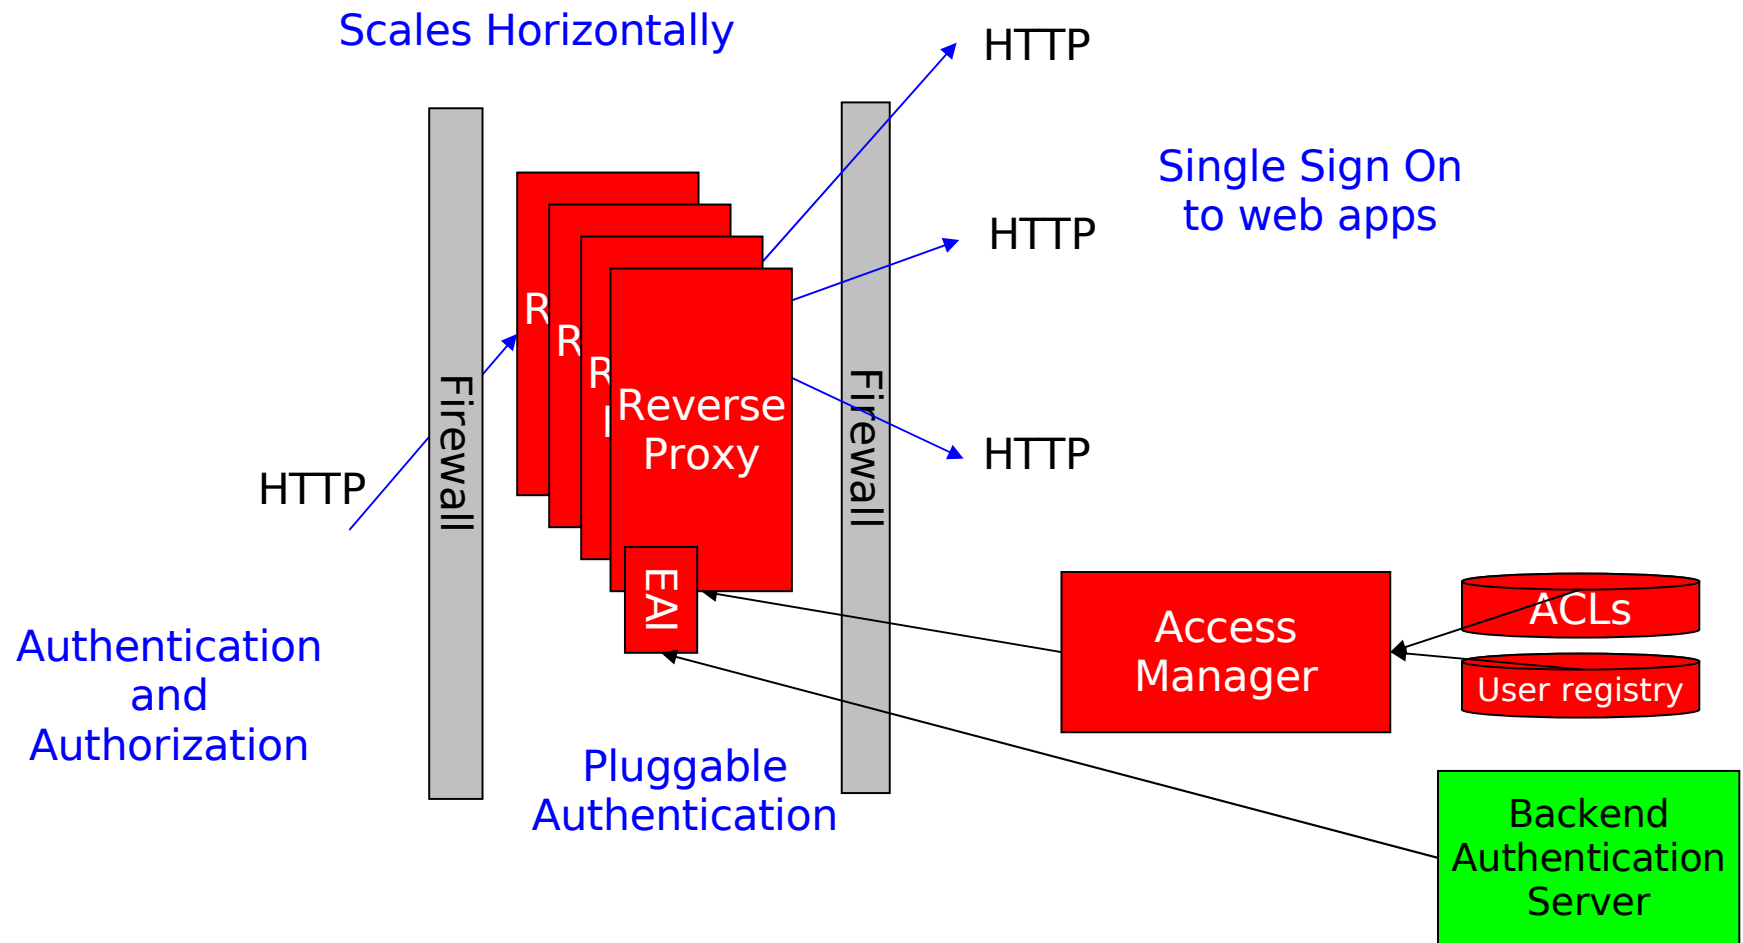 Scales Horizontally
HTTP
Single Sign On
to web apps
HTTP
R
R
R
Reverse
Proxy
Firewall
Firewall
HTTP
HTTP
EAI
Access
Manager
ACLs
User registry
Authentication
and
Authorization
Pluggable
Authentication
Backend
Authentication
Server